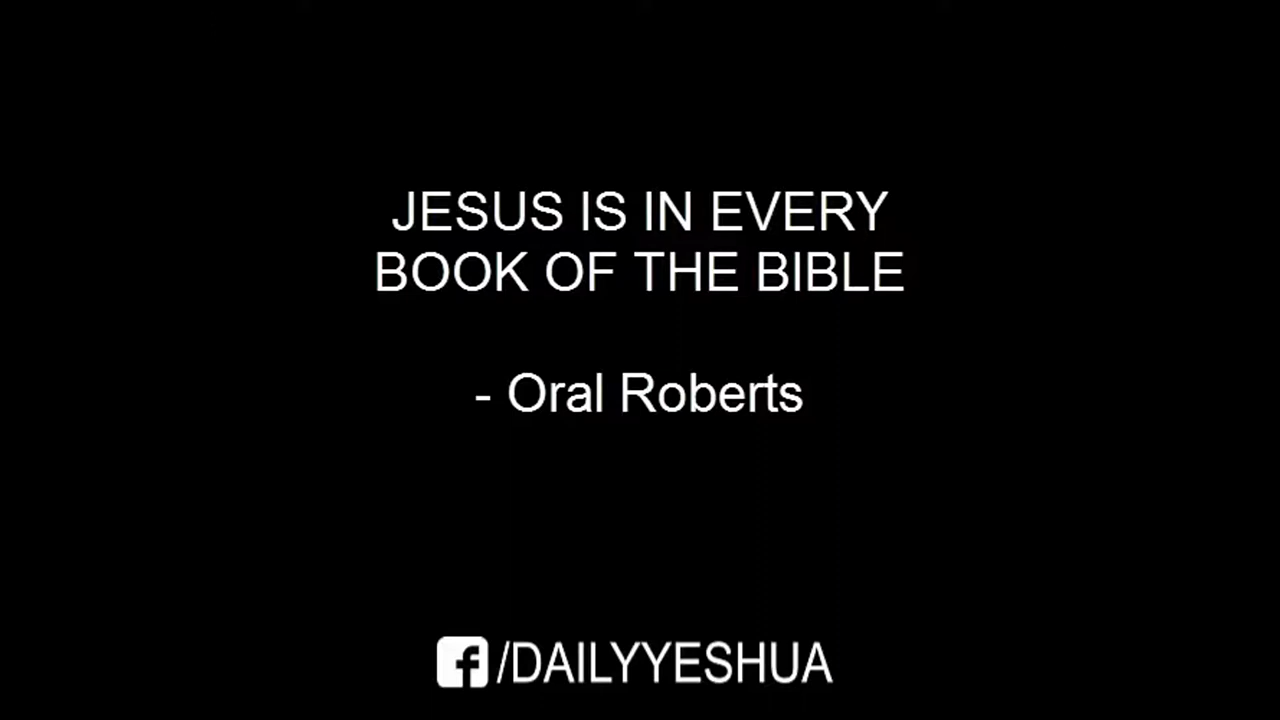 JESUS IS IN EVERY
BOOK OF THE BIBLE
- Oral Roberts
f/DAILYYESHUA